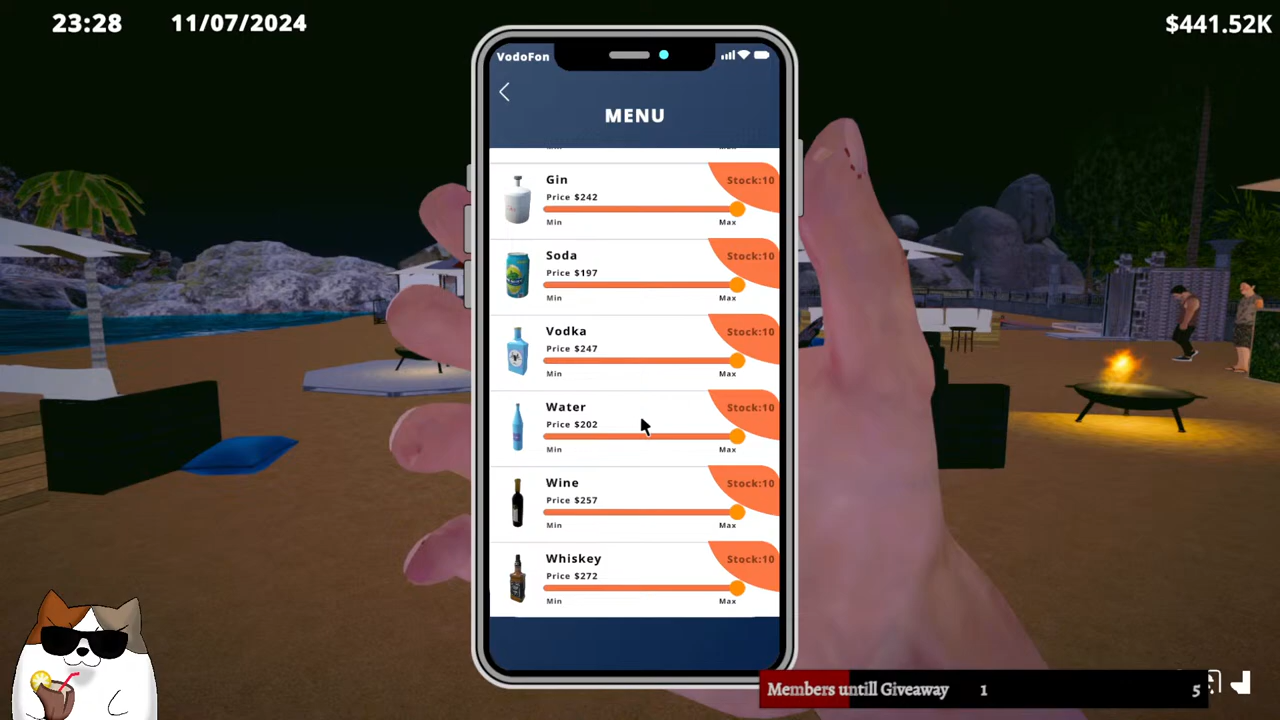 23:28 11/07/2024 $441.52K
VodoFon
MENU
Gin
Stock:10
Price $242
Min Max
Soda
Stock:10
Price $197
Min Max
Vodka
Stock:10
Price $247
Min Max
Water
Stock:10
Price $202
Min Max
Wine
Stock:10
Price $257
Min Max
Whiskey
Stock:10
Price $272
Min Max
Members untill Giveaway 1 5